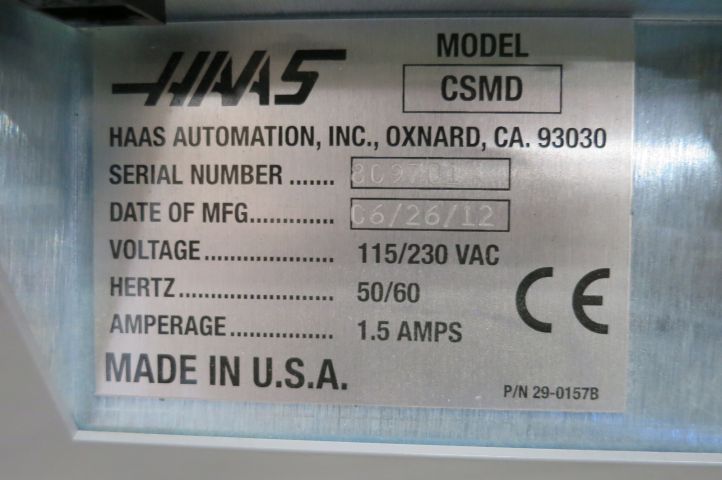 HAAS
MODEL
CSMD
HAAS AUTOMATION, INC., OXNARD, CA. 93030
SERIAL NUMBER .......
DATE OF MFG............. 06/26/12
VOLTAGE.................... 115/230 VAC
HERTZ........................ 50/60
AMPERAGE................ 1.5 AMPS
CE
MADE IN U.S.A.
P/N 29-0157B